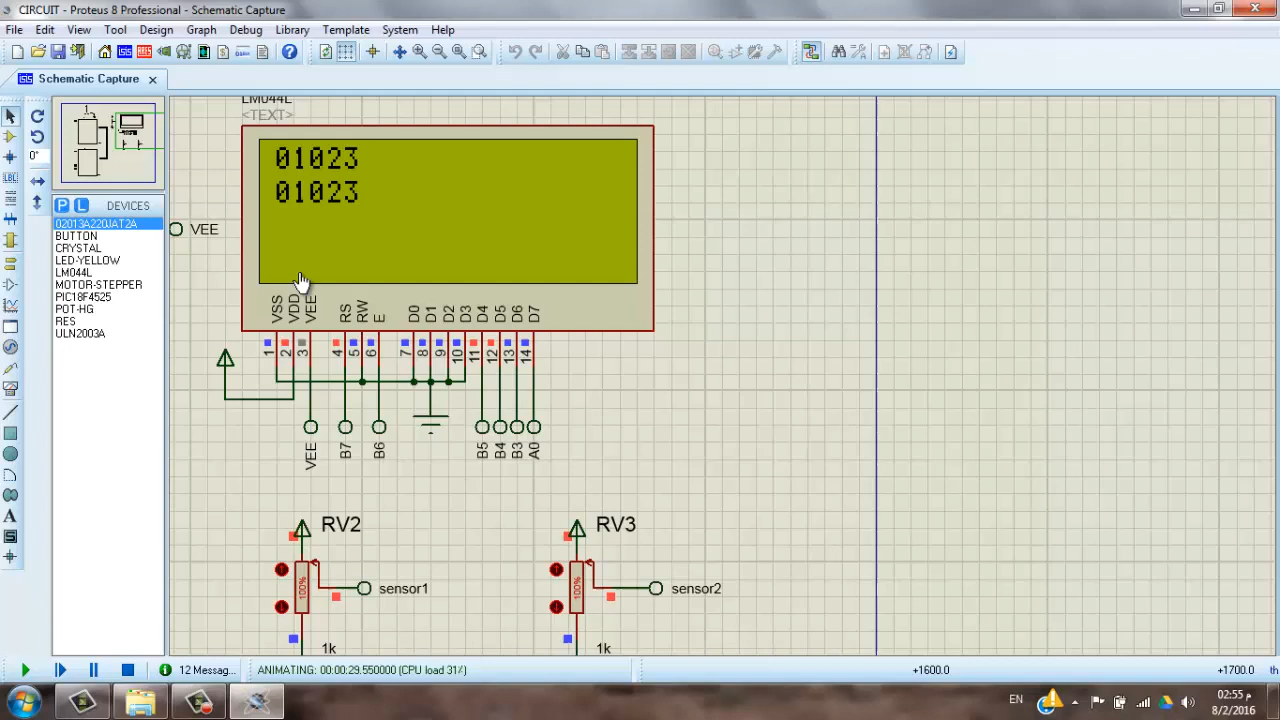 CIRCUIT - Proteus 8 Professional - Schematic Capture
File Edit View Tool Design Graph Debug Library Template System Help
Schematic Capture
LM044L
<TEXT>
01023
01023
0°
P L DEVICES
02013A220JAT2A
BUTTON
CRYSTAL
LED-YELLOW
LM044L
MOTOR-STEPPER
PIC18F4525
POT-HG
RES
ULN2003A
VEE
VSS VDD VEE RS RW E D0 D1 D2 D3 D4 D5 D6 D7
1 2 3 4 5 6 7 8 9 10 11 12 13 14
VEE B7 B6 B5 B4 B3 A0
RV2 RV3
100% sensor1 100% sensor2
1k 1k
12 Messag... ANIMATING: 00:00:29.550000 (CPU load 31%) +1600.0 +1700.0 th
EN 02:55 م
8/2/2016